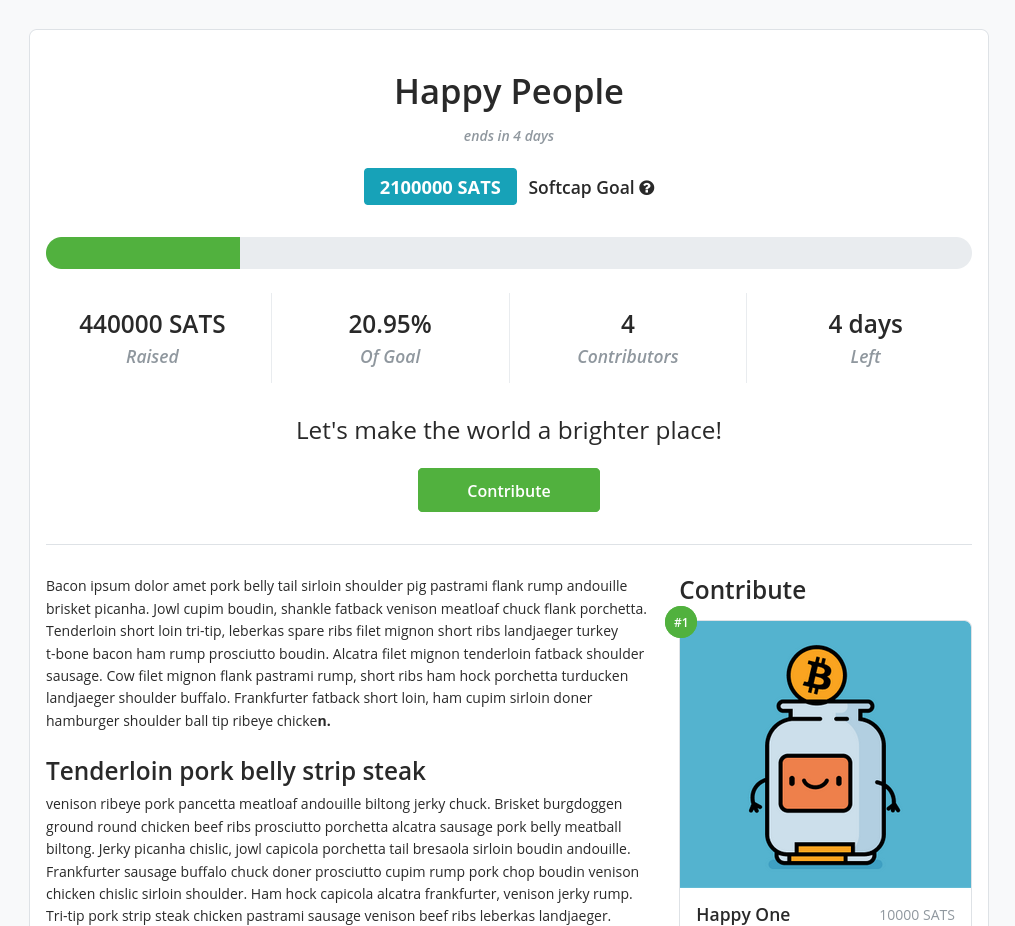 Happy People
ends in 4 days
2100000 SATS Softcap Goal
440000 SATS
Raised
20.95%
Of Goal
4
Contributors
4 days
Left
Let's make the world a brighter place!
Contribute
Bacon ipsum dolor amet pork belly tail sirloin shoulder pig pastrami flank rump andouille
brisket picanha. Jowl cupim boudin, shankle fatback venison meatloaf chuck flank porchetta.
Tenderloin short loin tri-tip, leberkas spare ribs filet mignon short ribs landjaeger turkey
t-bone bacon ham rump prosciutto boudin. Alcatra filet mignon tenderloin fatback shoulder
sausage. Cow filet mignon flank pastrami rump, short ribs ham hock porchetta turducken
landjaeger shoulder buffalo. Frankfurter fatback short loin, ham cupim sirloin doner
hamburger shoulder ball tip ribeye chicken.
Tenderloin pork belly strip steak
venison ribeye pork pancetta meatloaf andouille biltong jerky chuck. Brisket burgdoggen
ground round chicken beef ribs prosciutto porchetta alcatra sausage pork belly meatball
biltong. Jerky picanha chislic, jowl capicola porchetta tail bresaola sirloin boudin andouille.
Frankfurter sausage buffalo chuck doner prosciutto cupim rump pork chop boudin venison
chicken chislic sirloin shoulder. Ham hock capicola alcatra frankfurter, venison jerky rump.
Tri-tip pork strip steak chicken pastrami sausage venison beef ribs leberkas landjaeger.
Contribute
#1
Happy One 10000 SATS